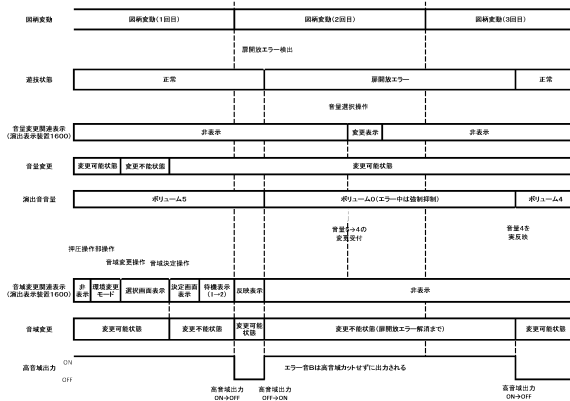 図柄変動
図柄変動(1回目)
図柄変動(2回目)
図柄変動(3回目)
扉開放エラー検出
遊技状態
正常
扉開放エラー
正常
音量選択操作
音量変更関連表示
(演出表示装置1600)
非表示
変更表示
非表示
音量変更
変更可能状態
変更不能状態
変更可能状態
演出音音量
ボリューム5
ボリューム0(エラー中は強制抑制)
ボリューム4
音量5→4の
変更受付
音量4を
実反映
押圧操作部操作
音域変更操作
音域決定操作
音域変更関連表示
(演出表示装置1600)
非
表示
環境変更
モード
選択画面表示
決定画面
表示
待機表示
(1→2)
反映表示
非表示
音域変更
変更可能状態
変更不能状態
変更可能
状態
変更不能状態(扉開放エラー解消まで)
変更可能状態
高音域出力
ON
OFF
エラー音Bは高音域カットせずに出力される
高音域出力
ON→OFF
高音域出力
OFF→ON
高音域出力
ON→OFF